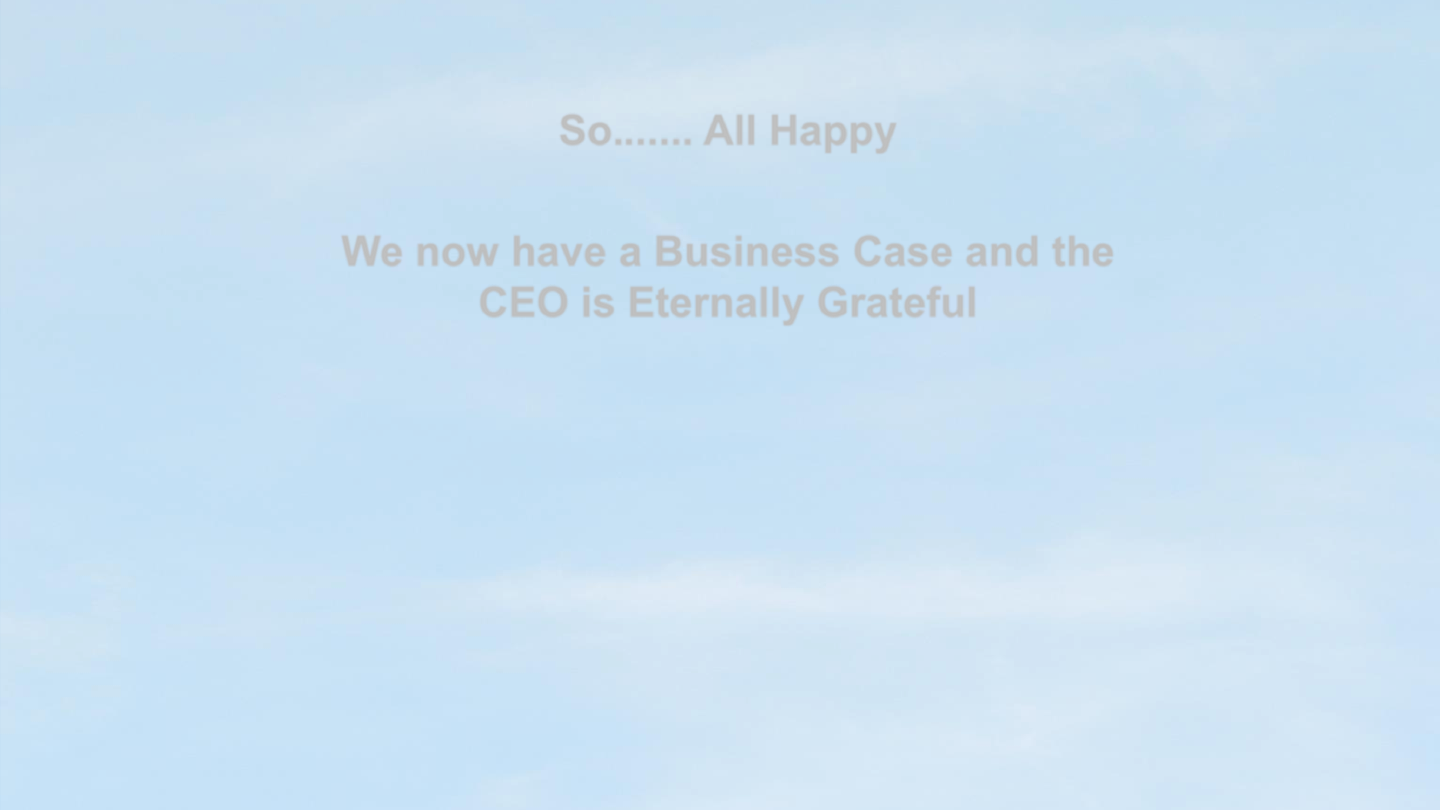 So....... All Happy
We now have a Business Case and the
CEO is Eternally Grateful